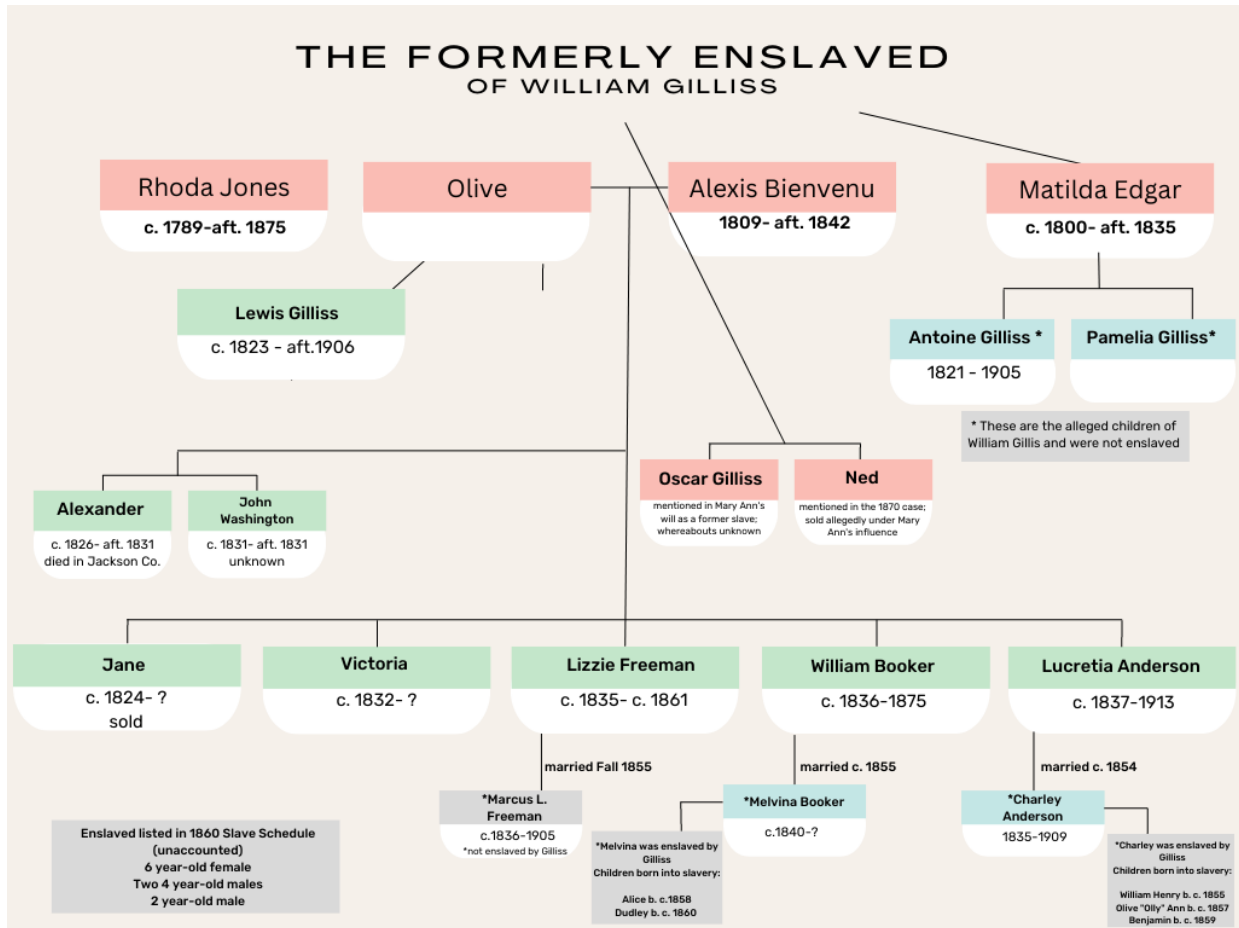 THE FORMERLY ENSLAVED
OF WILLIAM GILLISS
Rhoda Jones
c. 1789-aft. 1875
Olive
Alexis Bienvenu
1809- aft. 1842
Matilda Edgar
c. 1800- aft. 1835
Lewis Gilliss
c. 1823 - aft.1906
Antoine Gilliss *
1821 - 1905
Pamelia Gilliss*
* These are the alleged children of
William Gillis and were not enslaved
Alexander
c. 1826- aft. 1831
died in Jackson Co.
John
Washington
c. 1831- aft. 1831
unknown
Oscar Gilliss
mentioned in Mary Ann's
will as a former slave;
whereabouts unknown
Ned
mentioned in the 1870 case;
sold allegedly under Mary
Ann's influence
Jane
c. 1824- ?
sold
Victoria
c. 1832- ?
Lizzie Freeman
c. 1835- c. 1861
William Booker
c. 1836-1875
Lucretia Anderson
c. 1837-1913
married Fall 1855
married c. 1855
married c. 1854
*Marcus L.
Freeman
c.1836-1905
*not enslaved by Gilliss
*Melvina Booker
c.1840-?
*Charley
Anderson
1835-1909
Enslaved listed in 1860 Slave Schedule
(unaccounted)
6 year-old female
Two 4 year-old males
2 year-old male
*Melvina was enslaved by
Gilliss
Children born into slavery:
Alice b. c.1858
Dudley b. c. 1860
*Charley was enslaved by
Gilliss
Children born into slavery:
William Henry b. c. 1855
Olive "Olly" Ann b. c. 1857
Benjamin b. c. 1859